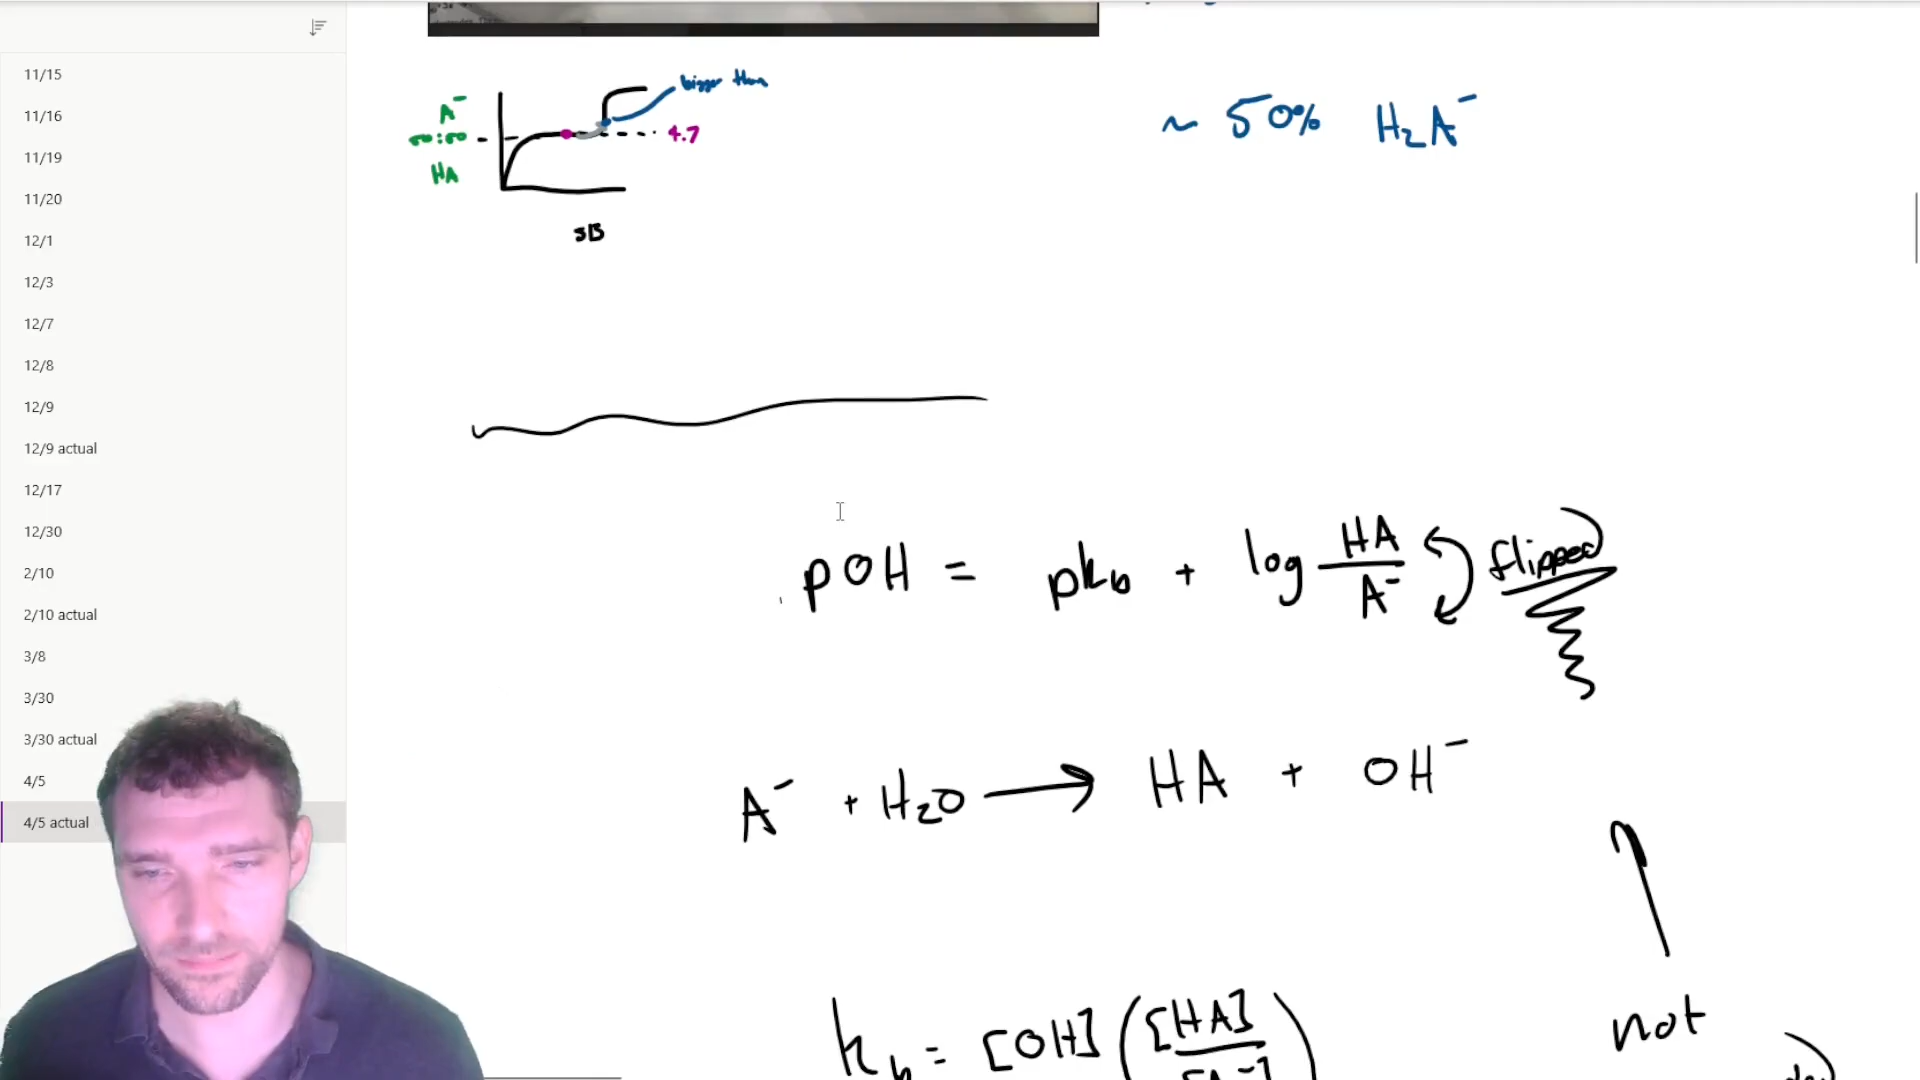 11/15
11/16
11/19
11/20
12/1
12/3
12/7
12/8
12/9
12/9 actual
12/17
12/30
2/10
2/10 actual
3/8
3/30
3/30 actual
4/5
4/5 actual
A⁻
50:50
HA
bigger than
4.7
SB
~ 50% H₂A⁻
pOH = pkb + log HA/A⁻ flipped
A⁻ + H₂O → HA + OH⁻
kb = [OH] ([HA]/[A⁻])
not